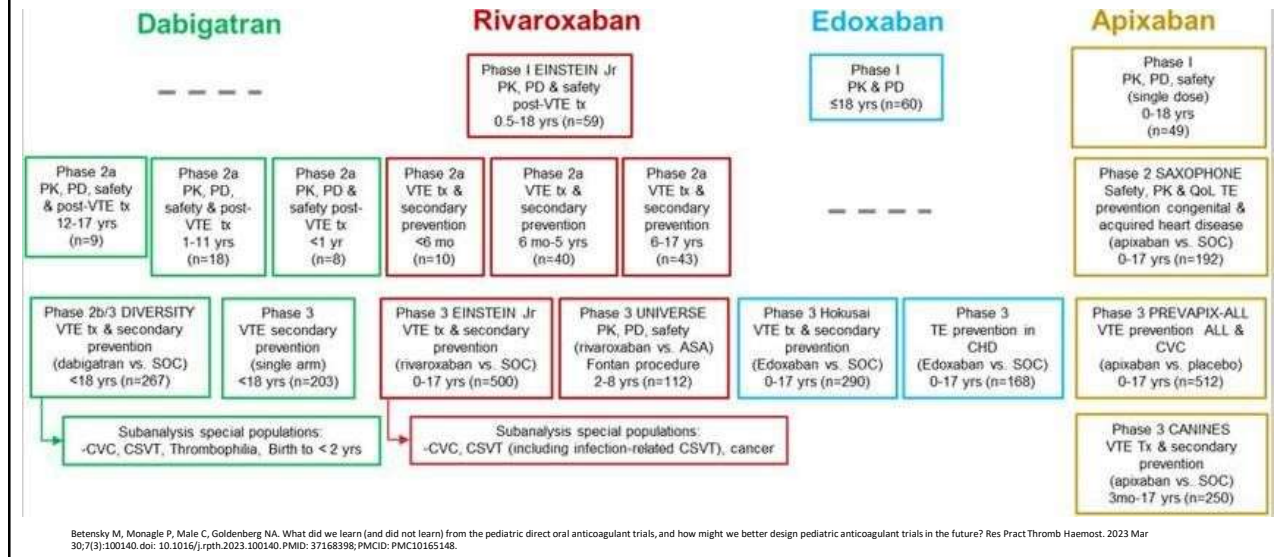 Dabigatran
Rivaroxaban
Edoxaban
Apixaban
Phase I EINSTEIN Jr
PK, PD & safety
post-VTE tx
0.5-18 yrs (n=59)
Phase I
PK & PD
≤18 yrs (n=60)
Phase I
PK, PD, safety
(single dose)
0-18 yrs
(n=49)
Phase 2a
PK, PD, safety
& post-VTE tx
12-17 yrs
(n=9)
Phase 2a
PK, PD,
safety & post-
VTE tx
1-11 yrs
(n=18)
Phase 2a
PK, PD &
safety post-
VTE tx
<1 yr
(n=8)
Phase 2a
VTE tx &
secondary
prevention
<6 mo
(n=10)
Phase 2a
VTE tx &
secondary
prevention
6 mo-5 yrs
(n=40)
Phase 2a
VTE tx &
secondary
prevention
6-17 yrs
(n=43)
Phase 2 SAXOPHONE
Safety, PK & QoL TE
prevention congenital &
acquired heart disease
(apixaban vs. SOC)
0-17 yrs (n=192)
Phase 2b/3 DIVERSITY
VTE tx & secondary
prevention
(dabigatran vs. SOC)
<18 yrs (n=267)
Phase 3
VTE secondary
prevention
(single arm)
<18 yrs (n=203)
Phase 3 EINSTEIN Jr
VTE tx & secondary
prevention
(rivaroxaban vs. SOC)
0-17 yrs (n=500)
Phase 3 UNIVERSE
PK, PD, safety
(rivaroxaban vs. ASA)
Fontan procedure
2-8 yrs (n=112)
Phase 3 Hokusai
VTE tx & secondary
prevention
(Edoxaban vs. SOC)
0-17 yrs (n=290)
Phase 3
TE prevention in
CHD
(Edoxaban vs. SOC)
0-17 yrs (n=168)
Phase 3 PREVAPIX-ALL
VTE prevention ALL &
CVC
(apixaban vs. placebo)
0-17 yrs (n=512)
Subanalysis special populations:
-CVC, CSVT, Thrombophilia, Birth to < 2 yrs
Subanalysis special populations:
-CVC, CSVT (including infection-related CSVT), cancer
Phase 3 CANINES
VTE Tx & secondary
prevention
(apixaban vs. SOC)
3mo-17 yrs (n=250)
Betensky M, Monagle P, Male C, Goldenberg NA. What did we learn (and did not learn) from the pediatric direct oral anticoagulant trials, and how might we better design pediatric anticoagulant trials in the future? Res Pract Thromb Haemost. 2023 Mar
30;7(3):100140. doi: 10.1016/j.rpth.2023.100140. PMID: 37168398; PMCID: PMC10165148.